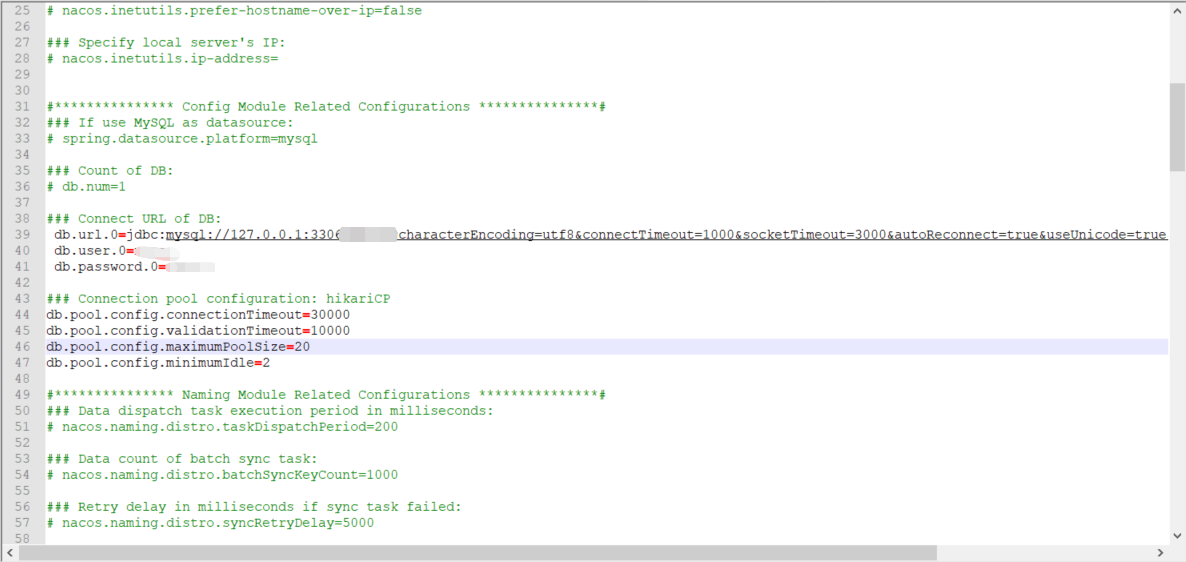 25 # nacos.inetutils.prefer-hostname-over-ip=false
26
27 ### Specify local server's IP:
28 # nacos.inetutils.ip-address=
29
30
31 #*************** Config Module Related Configurations ***************#
32 ### If use MySQL as datasource:
33 # spring.datasource.platform=mysql
34
35 ### Count of DB:
36 # db.num=1
37
38 ### Connect URL of DB:
39 db.url.0=jdbc:mysql://127.0.0.1:3306 characterEncoding=utf8&connectTimeout=1000&socketTimeout=3000&autoReconnect=true&useUnicode=true
40 db.user.0=
41 db.password.0=
42
43 ### Connection pool configuration: hikariCP
44 db.pool.config.connectionTimeout=30000
45 db.pool.config.validationTimeout=10000
46 db.pool.config.maximumPoolSize=20
47 db.pool.config.minimumIdle=2
48
49 #*************** Naming Module Related Configurations ***************#
50 ### Data dispatch task execution period in milliseconds:
51 # nacos.naming.distro.taskDispatchPeriod=200
52
53 ### Data count of batch sync task:
54 # nacos.naming.distro.batchSyncKeyCount=1000
55
56 ### Retry delay in milliseconds if sync task failed:
57 # nacos.naming.distro.syncRetryDelay=5000
58